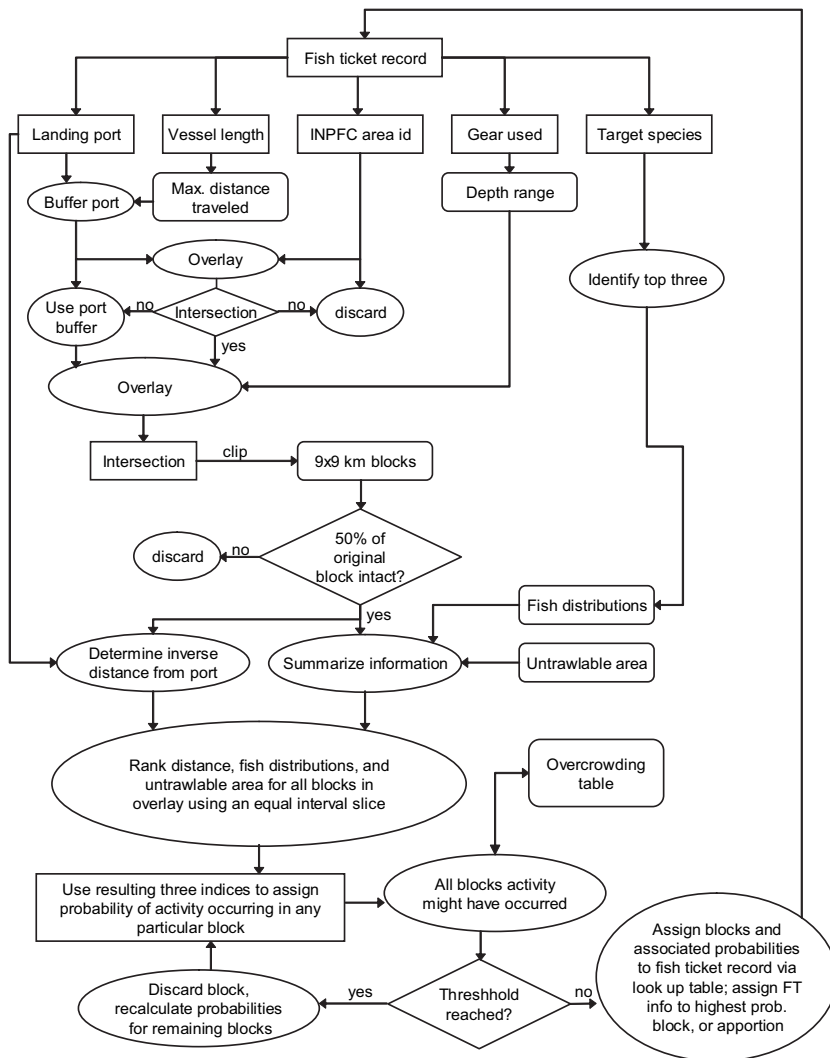 Fish ticket record
Landing port
Vessel length
INPFC area id
Gear used
Target species
Buffer port
Max. distance
traveled
Depth range
Overlay
Identify top three
Use port
buffer
no
Intersection
no
discard
yes
Overlay
Intersection
clip
9x9 km blocks
discard
no
50% of
original
block intact?
yes
Fish distributions
Determine inverse
distance from port
Summarize information
Untrawlable area
Rank distance, fish distributions, and
untrawlable area for all blocks in
overlay using an equal interval slice
Overcrowding
table
Use resulting three indices to assign
probability of activity occurring in any
particular block
All blocks activity
might have occurred
Discard block,
recalculate probabilities
for remaining blocks
yes
Threshhold
reached?
no
Assign blocks and
associated probabilities
to fish ticket record via
look up table; assign FT
info to highest prob.
block, or apportion